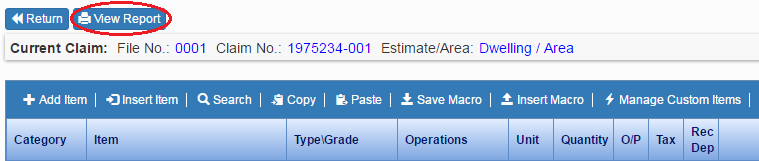 Return View Report
Current Claim: File No.: 0001 Claim No.: 1975234-001 Estimate/Area: Dwelling / Area
Add Item | Insert Item | Search | Copy | Paste | Save Macro | Insert Macro | Manage Custom Items |
Category Item Type\Grade Operations Unit Quantity O/P Tax Rec Dep